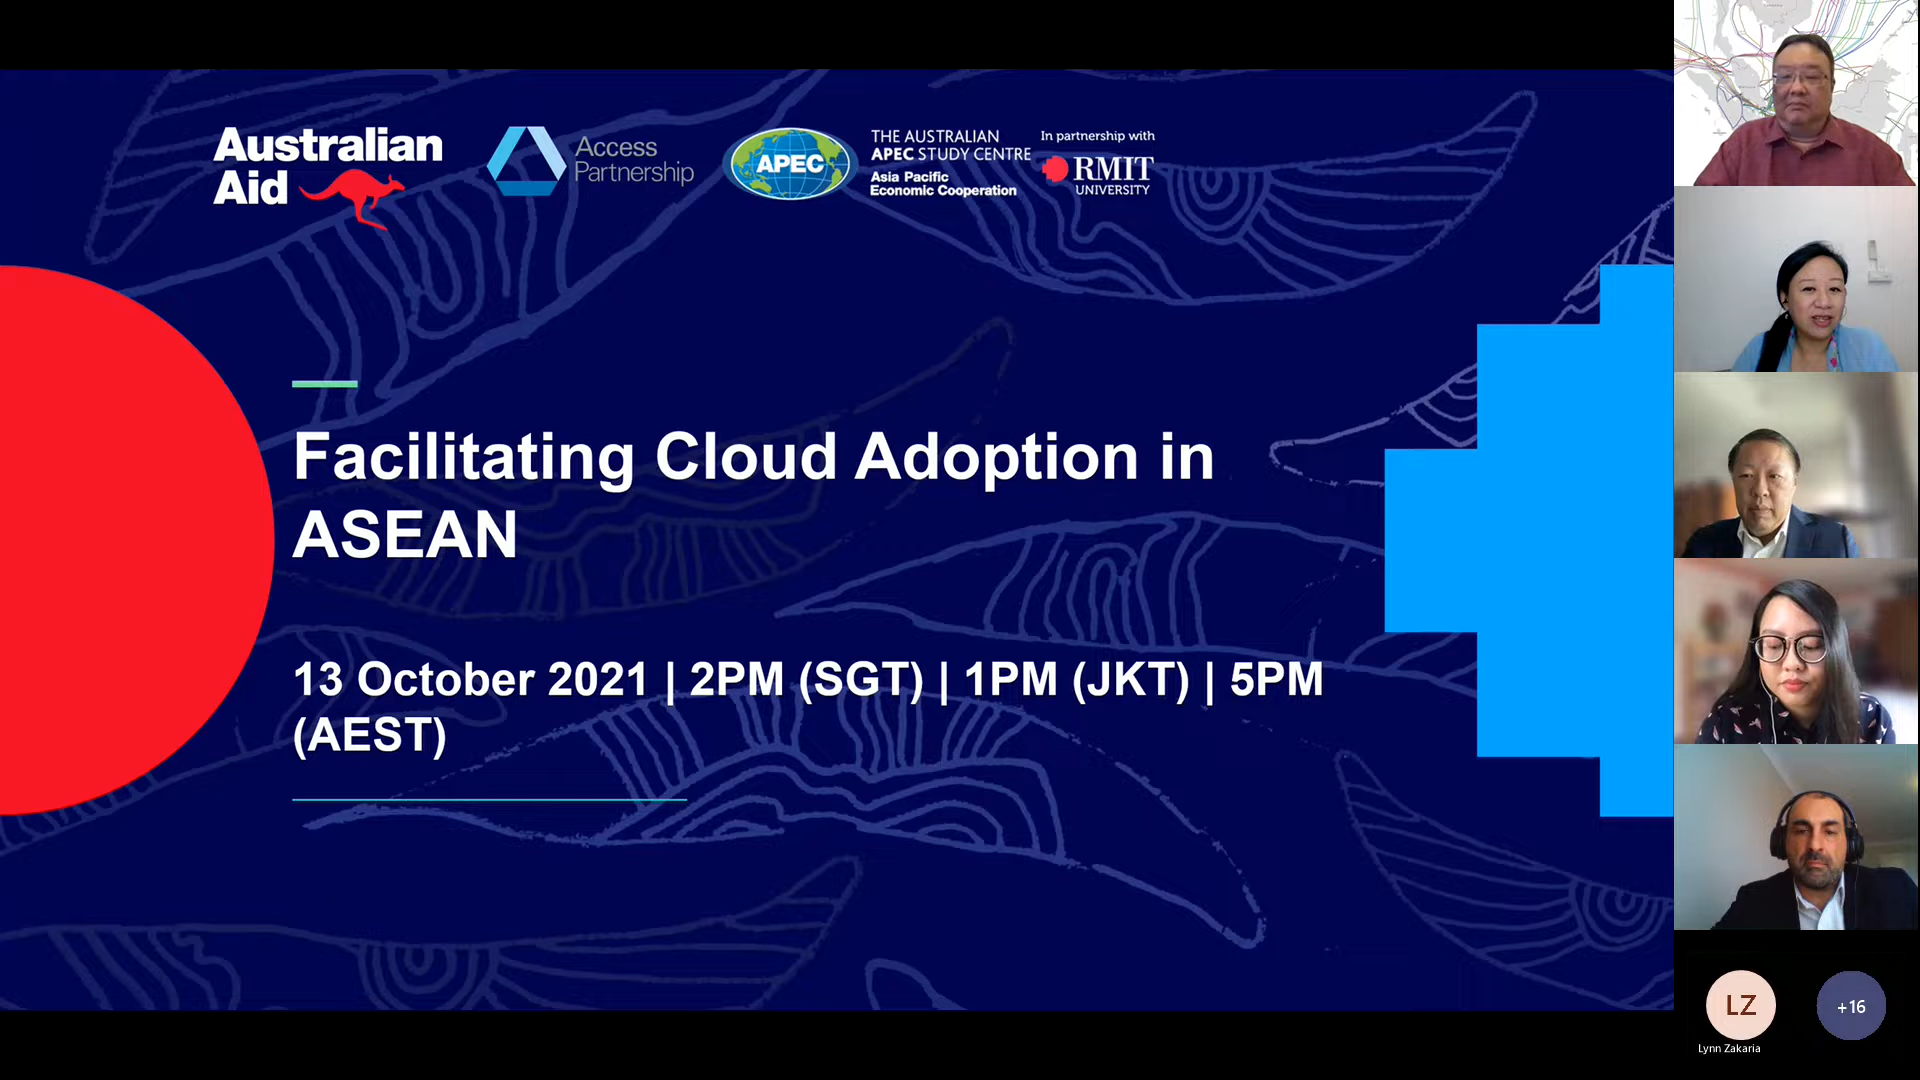 Australian
Aid
Access
Partnership
APEC
THE AUSTRALIAN
APEC STUDY CENTRE
Asia Pacific
Economic Cooperation
In partnership with
RMIT
UNIVERSITY
Facilitating Cloud Adoption in
ASEAN
13 October 2021 | 2PM (SGT) | 1PM (JKT) | 5PM
(AEST)
LZ
Lynn Zakaria
+16